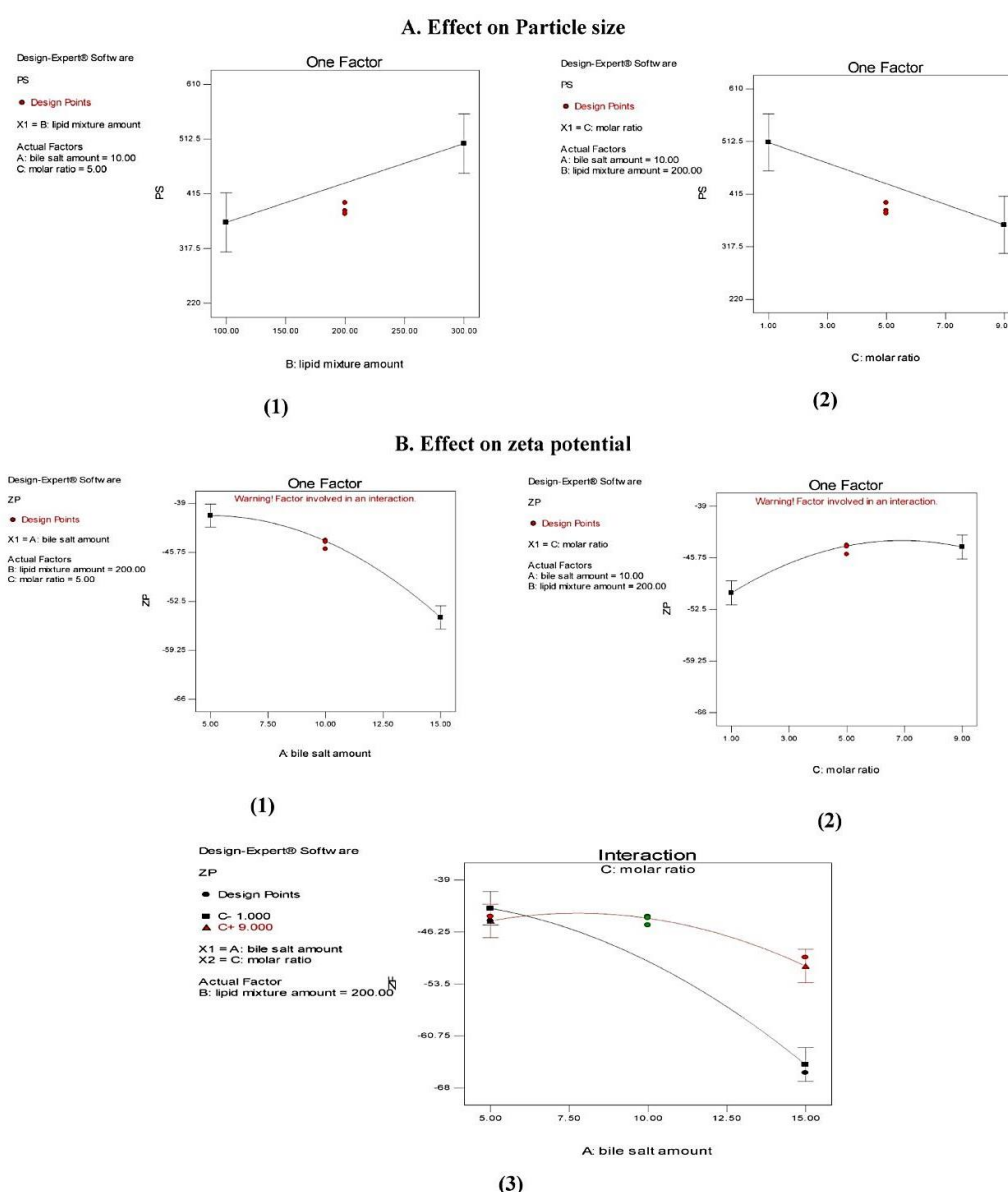 A. Effect on Particle size
Design-Expert® Software
PS
Design Points
X1 = B: lipid mixture amount
Actual Factors
A: bile salt amount = 10.00
C: molar ratio = 5.00
One Factor
610
512.5
415
317.5
220
PS
100.00 150.00 200.00 250.00 300.00
B: lipid mixture amount
(1)
Design-Expert® Software
PS
Design Points
X1 = C: molar ratio
Actual Factors
A: bile salt amount = 10.00
B: lipid mixture amount = 200.00
One Factor
610
512.5
415
317.5
220
PS
1.00 3.00 5.00 7.00 9.0
C: molar ratio
(2)
B. Effect on zeta potential
Design-Expert® Software
ZP
Design Points
X1 = A: bile salt amount
Actual Factors
B: lipid mixture amount = 200.00
C: molar ratio = 5.00
One Factor
Warning! Factor involved in an interaction.
-39
-45.75
-52.5
-59.25
-66
ZP
5.00 7.50 10.00 12.50 15.00
A: bile salt amount
(1)
Design-Expert® Software
ZP
Design Points
X1 = C: molar ratio
Actual Factors
A: bile salt amount = 10.00
B: lipid mixture amount = 200.00
One Factor
Warning! Factor involved in an interaction.
-39
-45.75
-52.5
-59.25
-66
ZP
1.00 3.00 5.00 7.00 9.00
C: molar ratio
(2)
Design-Expert® Software
ZP
Design Points
C- 1.000
C+ 9.000
X1 = A: bile salt amount
X2 = C: molar ratio
Actual Factor
B: lipid mixture amount = 200.00
Interaction
C: molar ratio
-39
-46.25
-53.5
-60.75
-68
5.00 7.50 10.00 12.50 15.00
A: bile salt amount
(3)